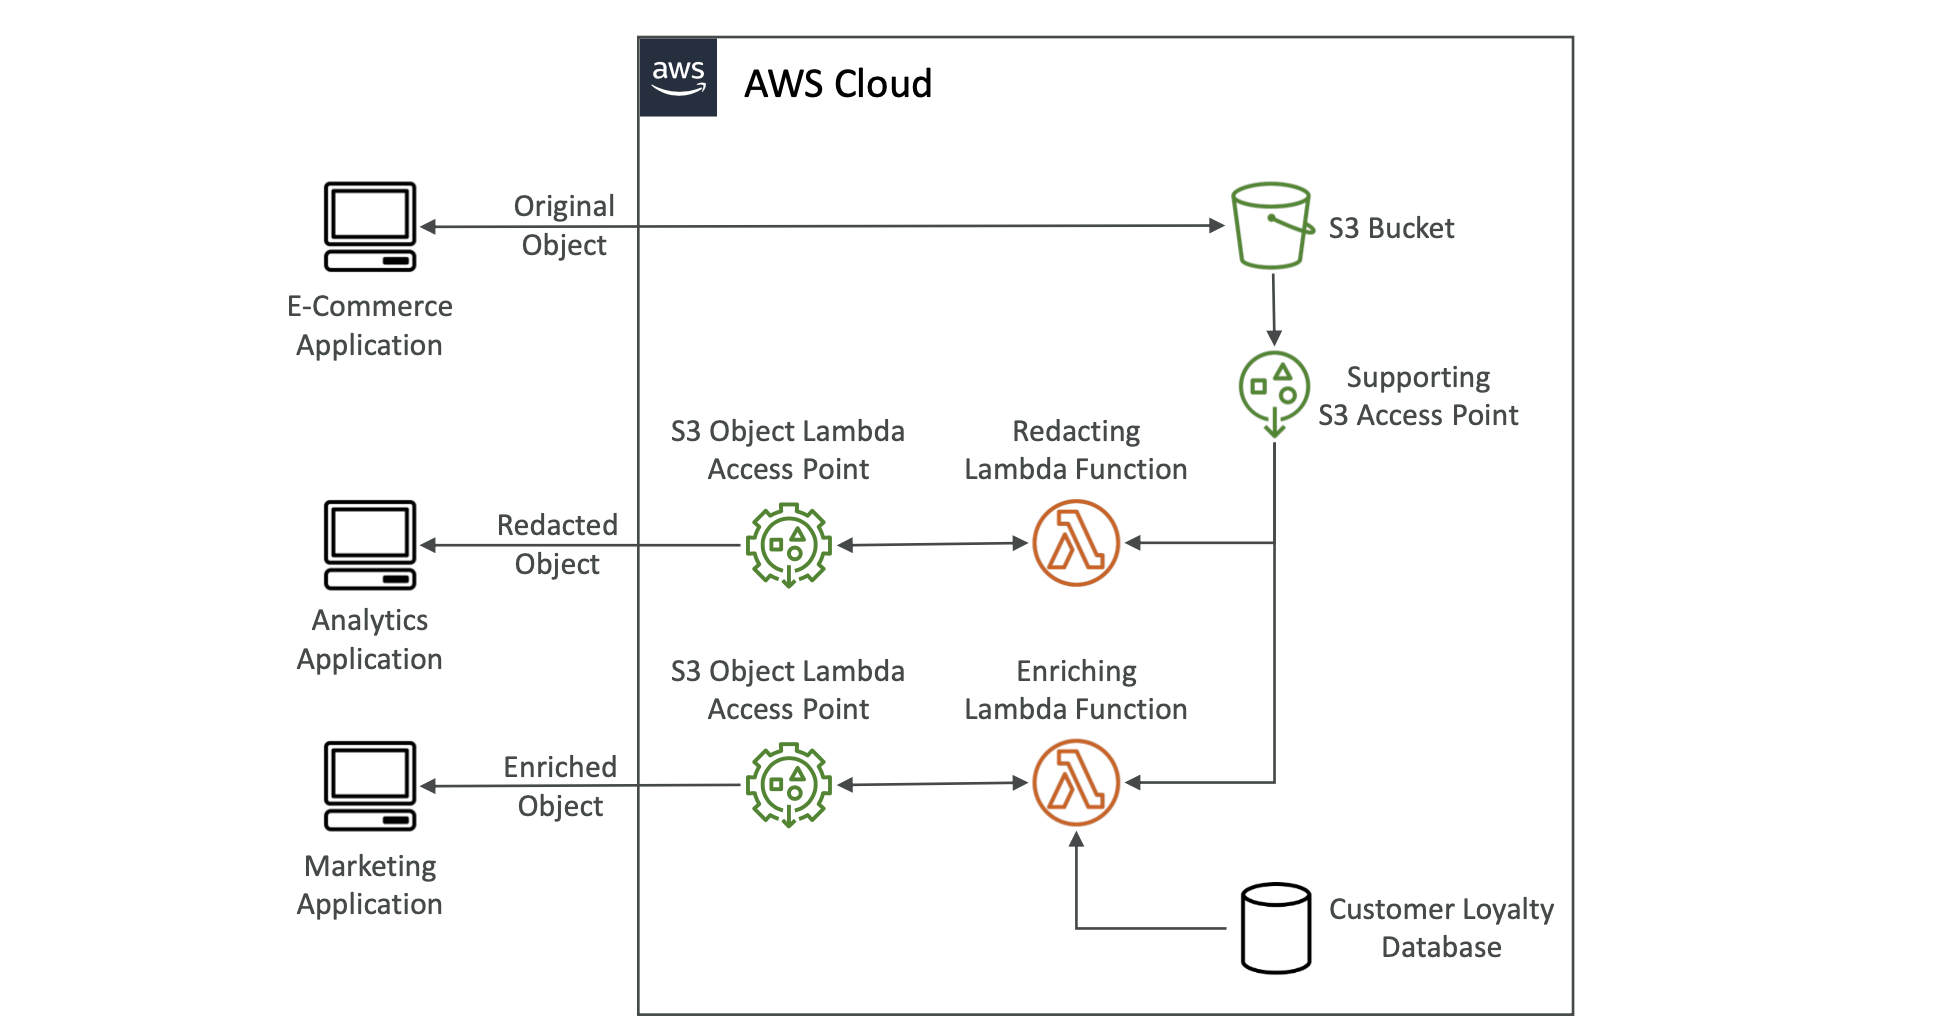 aws
AWS Cloud
Original
Object
S3 Bucket
E-Commerce
Application
Supporting
S3 Access Point
S3 Object Lambda
Access Point
Redacting
Lambda Function
Redacted
Object
Analytics
Application
S3 Object Lambda
Access Point
Enriching
Lambda Function
Enriched
Object
Marketing
Application
Customer Loyalty
Database